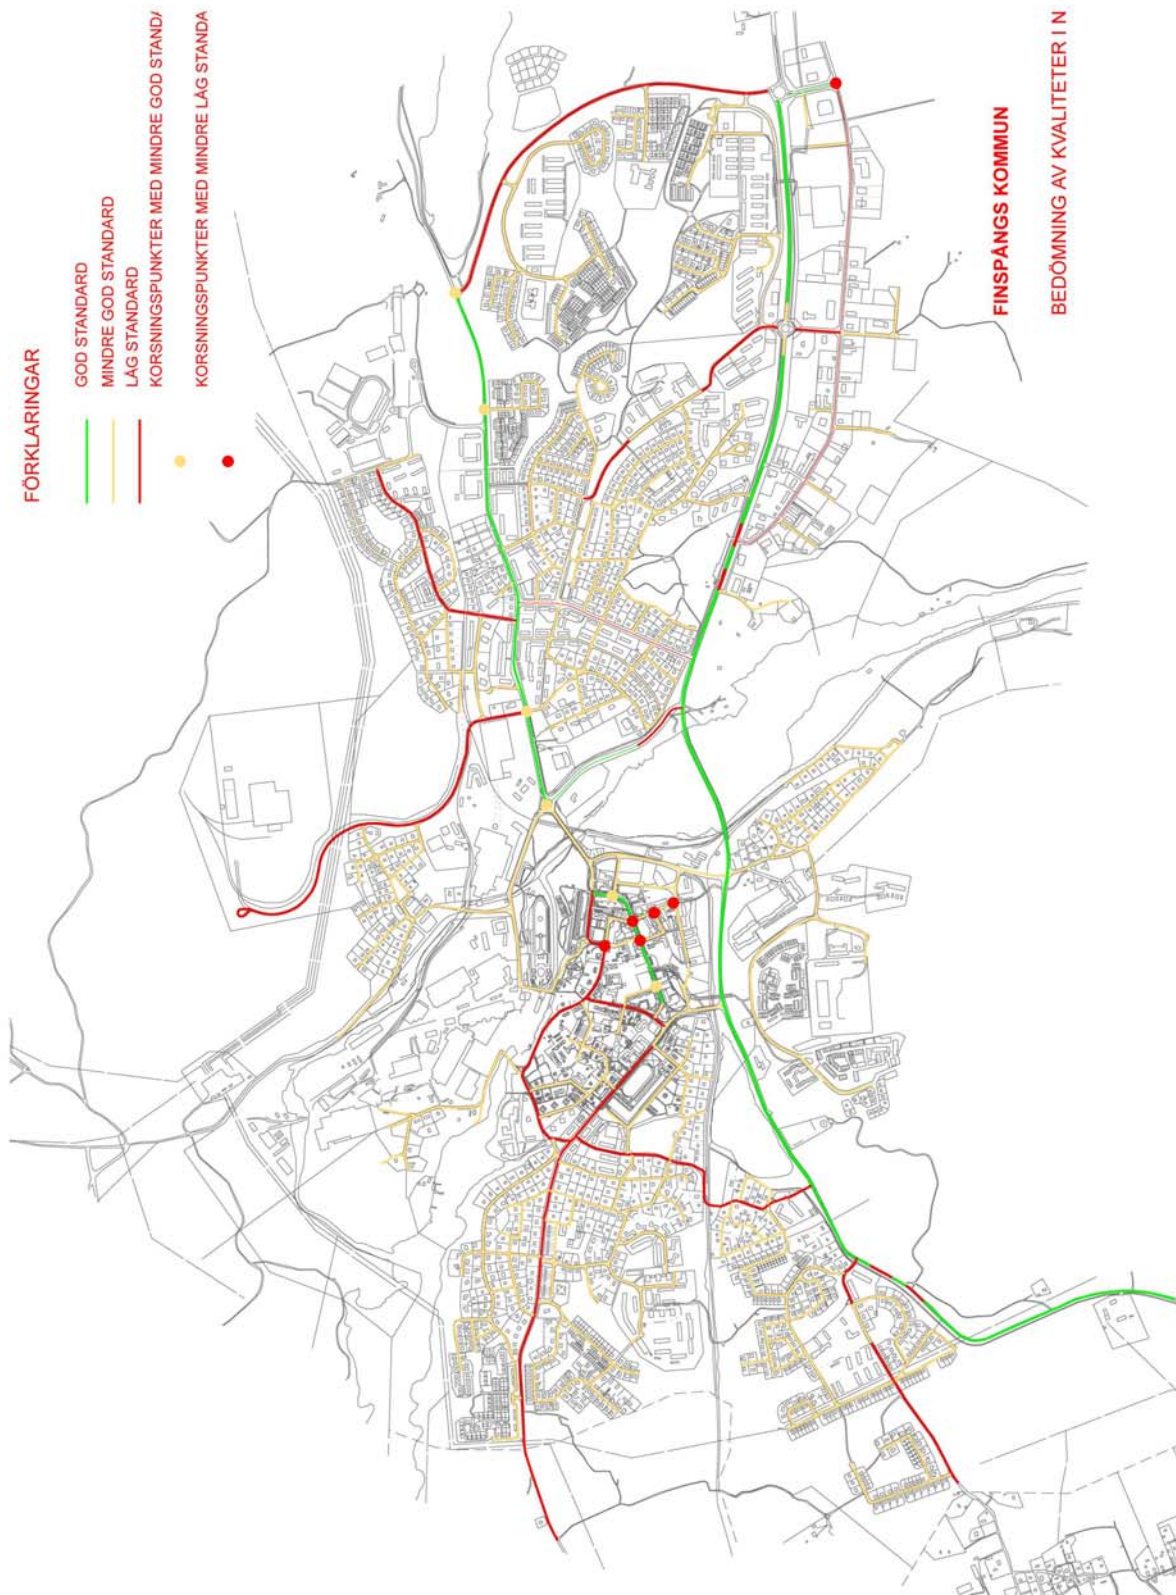 FÖRKLARINGAR
GOD STANDARD
MINDRE GOD STANDARD
LÅG STANDARD
KORSNINGSPUNKTER MED MINDRE GOD STANDA
KORSNINGSPUNKTER MED MINDRE LÅG STANDA
FINSPÅNGS KOMMUN
BEDÖMNING AV KVALITETER I N